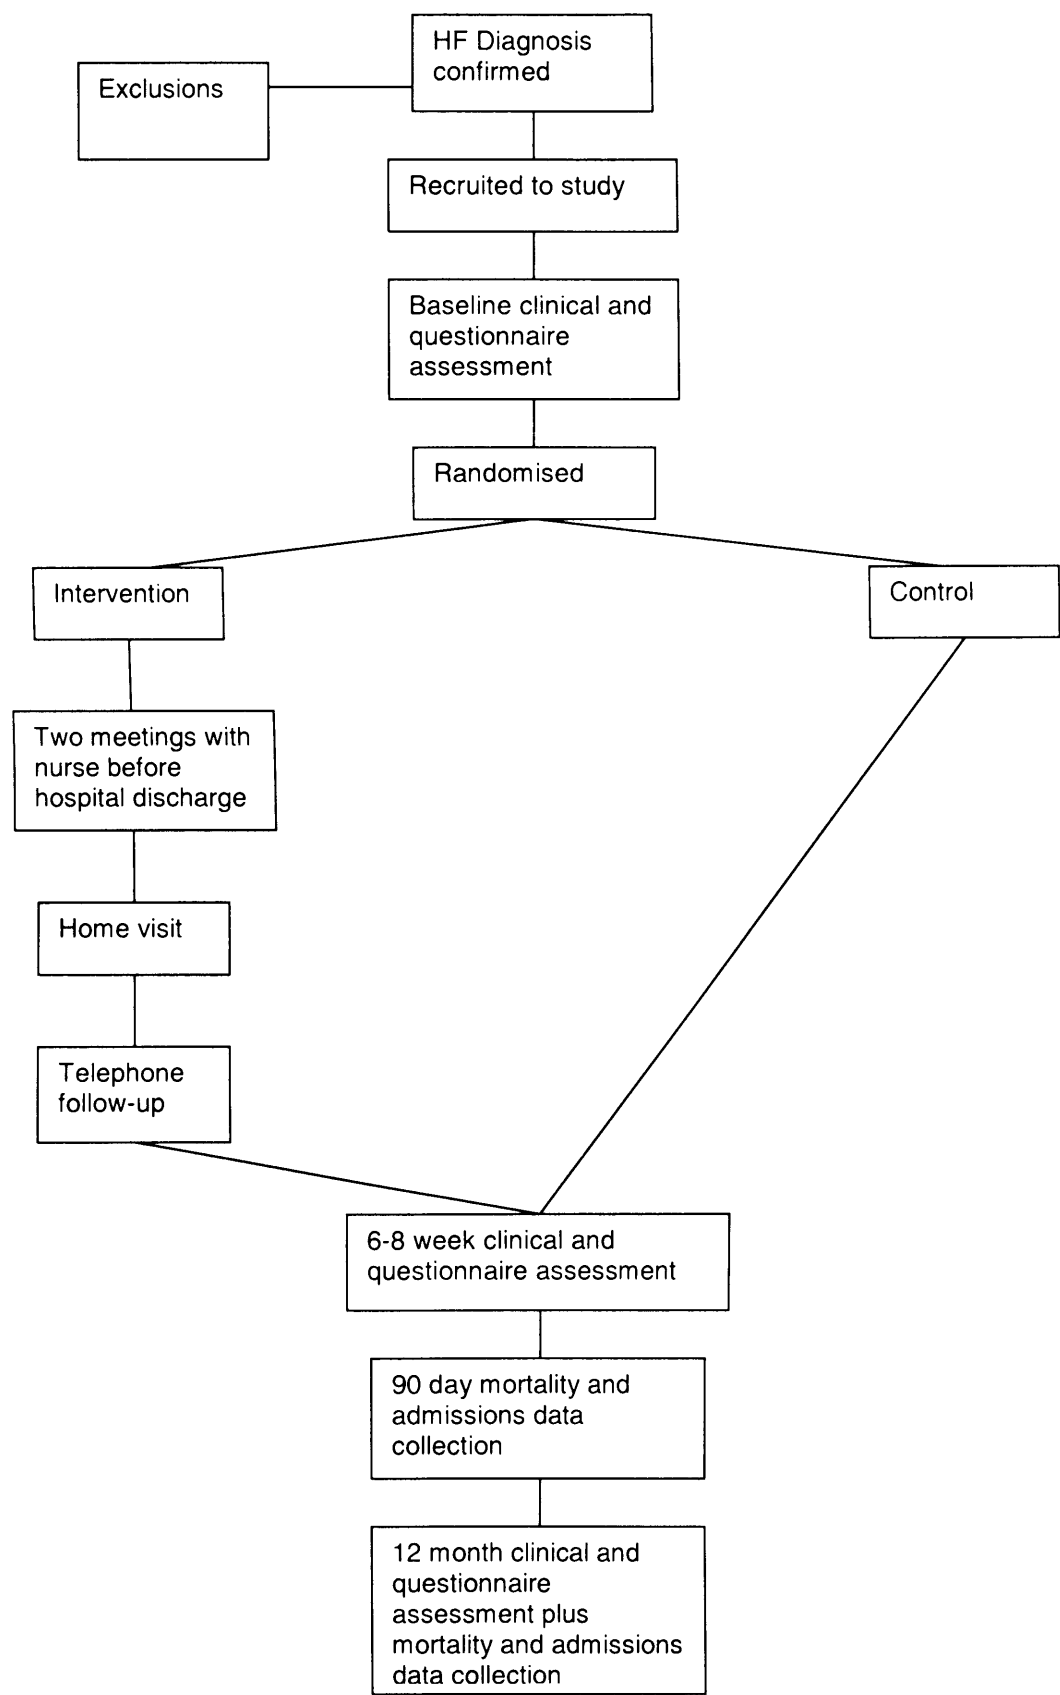 HF Diagnosis
confirmed
Exclusions
Recruited to study
Baseline clinical and
questionnaire
assessment
Randomised
Intervention
Control
Two meetings with
nurse before
hospital discharge
Home visit
Telephone
follow-up
6-8 week clinical and
questionnaire assessment
90 day mortality and
admissions data
collection
12 month clinical and
questionnaire
assessment plus
mortality and admissions
data collection